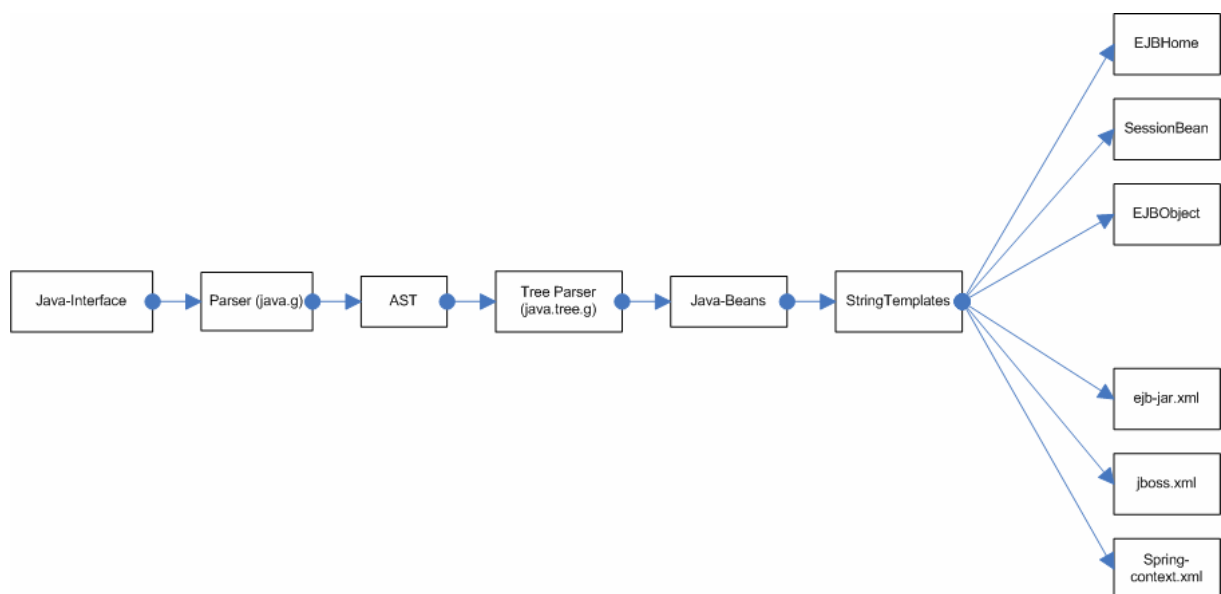 EJBHome
SessionBean
EJBObject
Java-Interface
Parser (java.g)
AST
Tree Parser
(java.tree.g)
Java-Beans
StringTemplates
ejb-jar.xml
jboss.xml
Spring-
context.xml